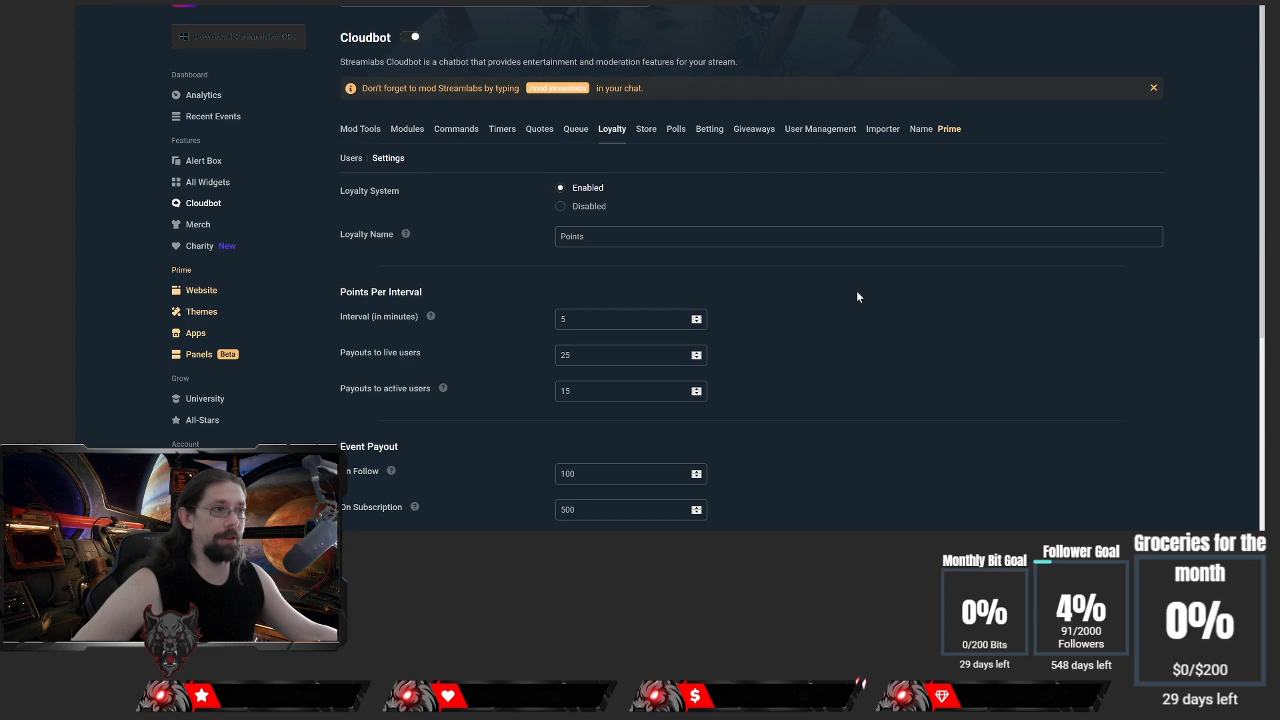 Cloudbot
Streamlabs Cloudbot is a chatbot that provides entertainment and moderation features for your stream.
Don't forget to mod Streamlabs by typing /mod streamlabs in your chat.
Mod Tools Modules Commands Timers Quotes Queue Loyalty Store Polls Betting Giveaways User Management Importer Name Prime
Users Settings
Loyalty System
Enabled
Disabled
Loyalty Name
Points
Points Per Interval
Interval (in minutes) 5
Payouts to live users 25
Payouts to active users 15
Event Payout
n Follow 100
On Subscription 500
Dashboard
Analytics
Recent Events
Features
Alert Box
All Widgets
Cloudbot
Merch
Charity New
Prime
Website
Themes
Apps
Panels Beta
Grow
University
All-Stars
Account
Monthly Bit Goal
0%
0/200 Bits
29 days left
Follower Goal
4%
91/2000
Followers
548 days left
Groceries for the
month
0%
$0/$200
29 days left